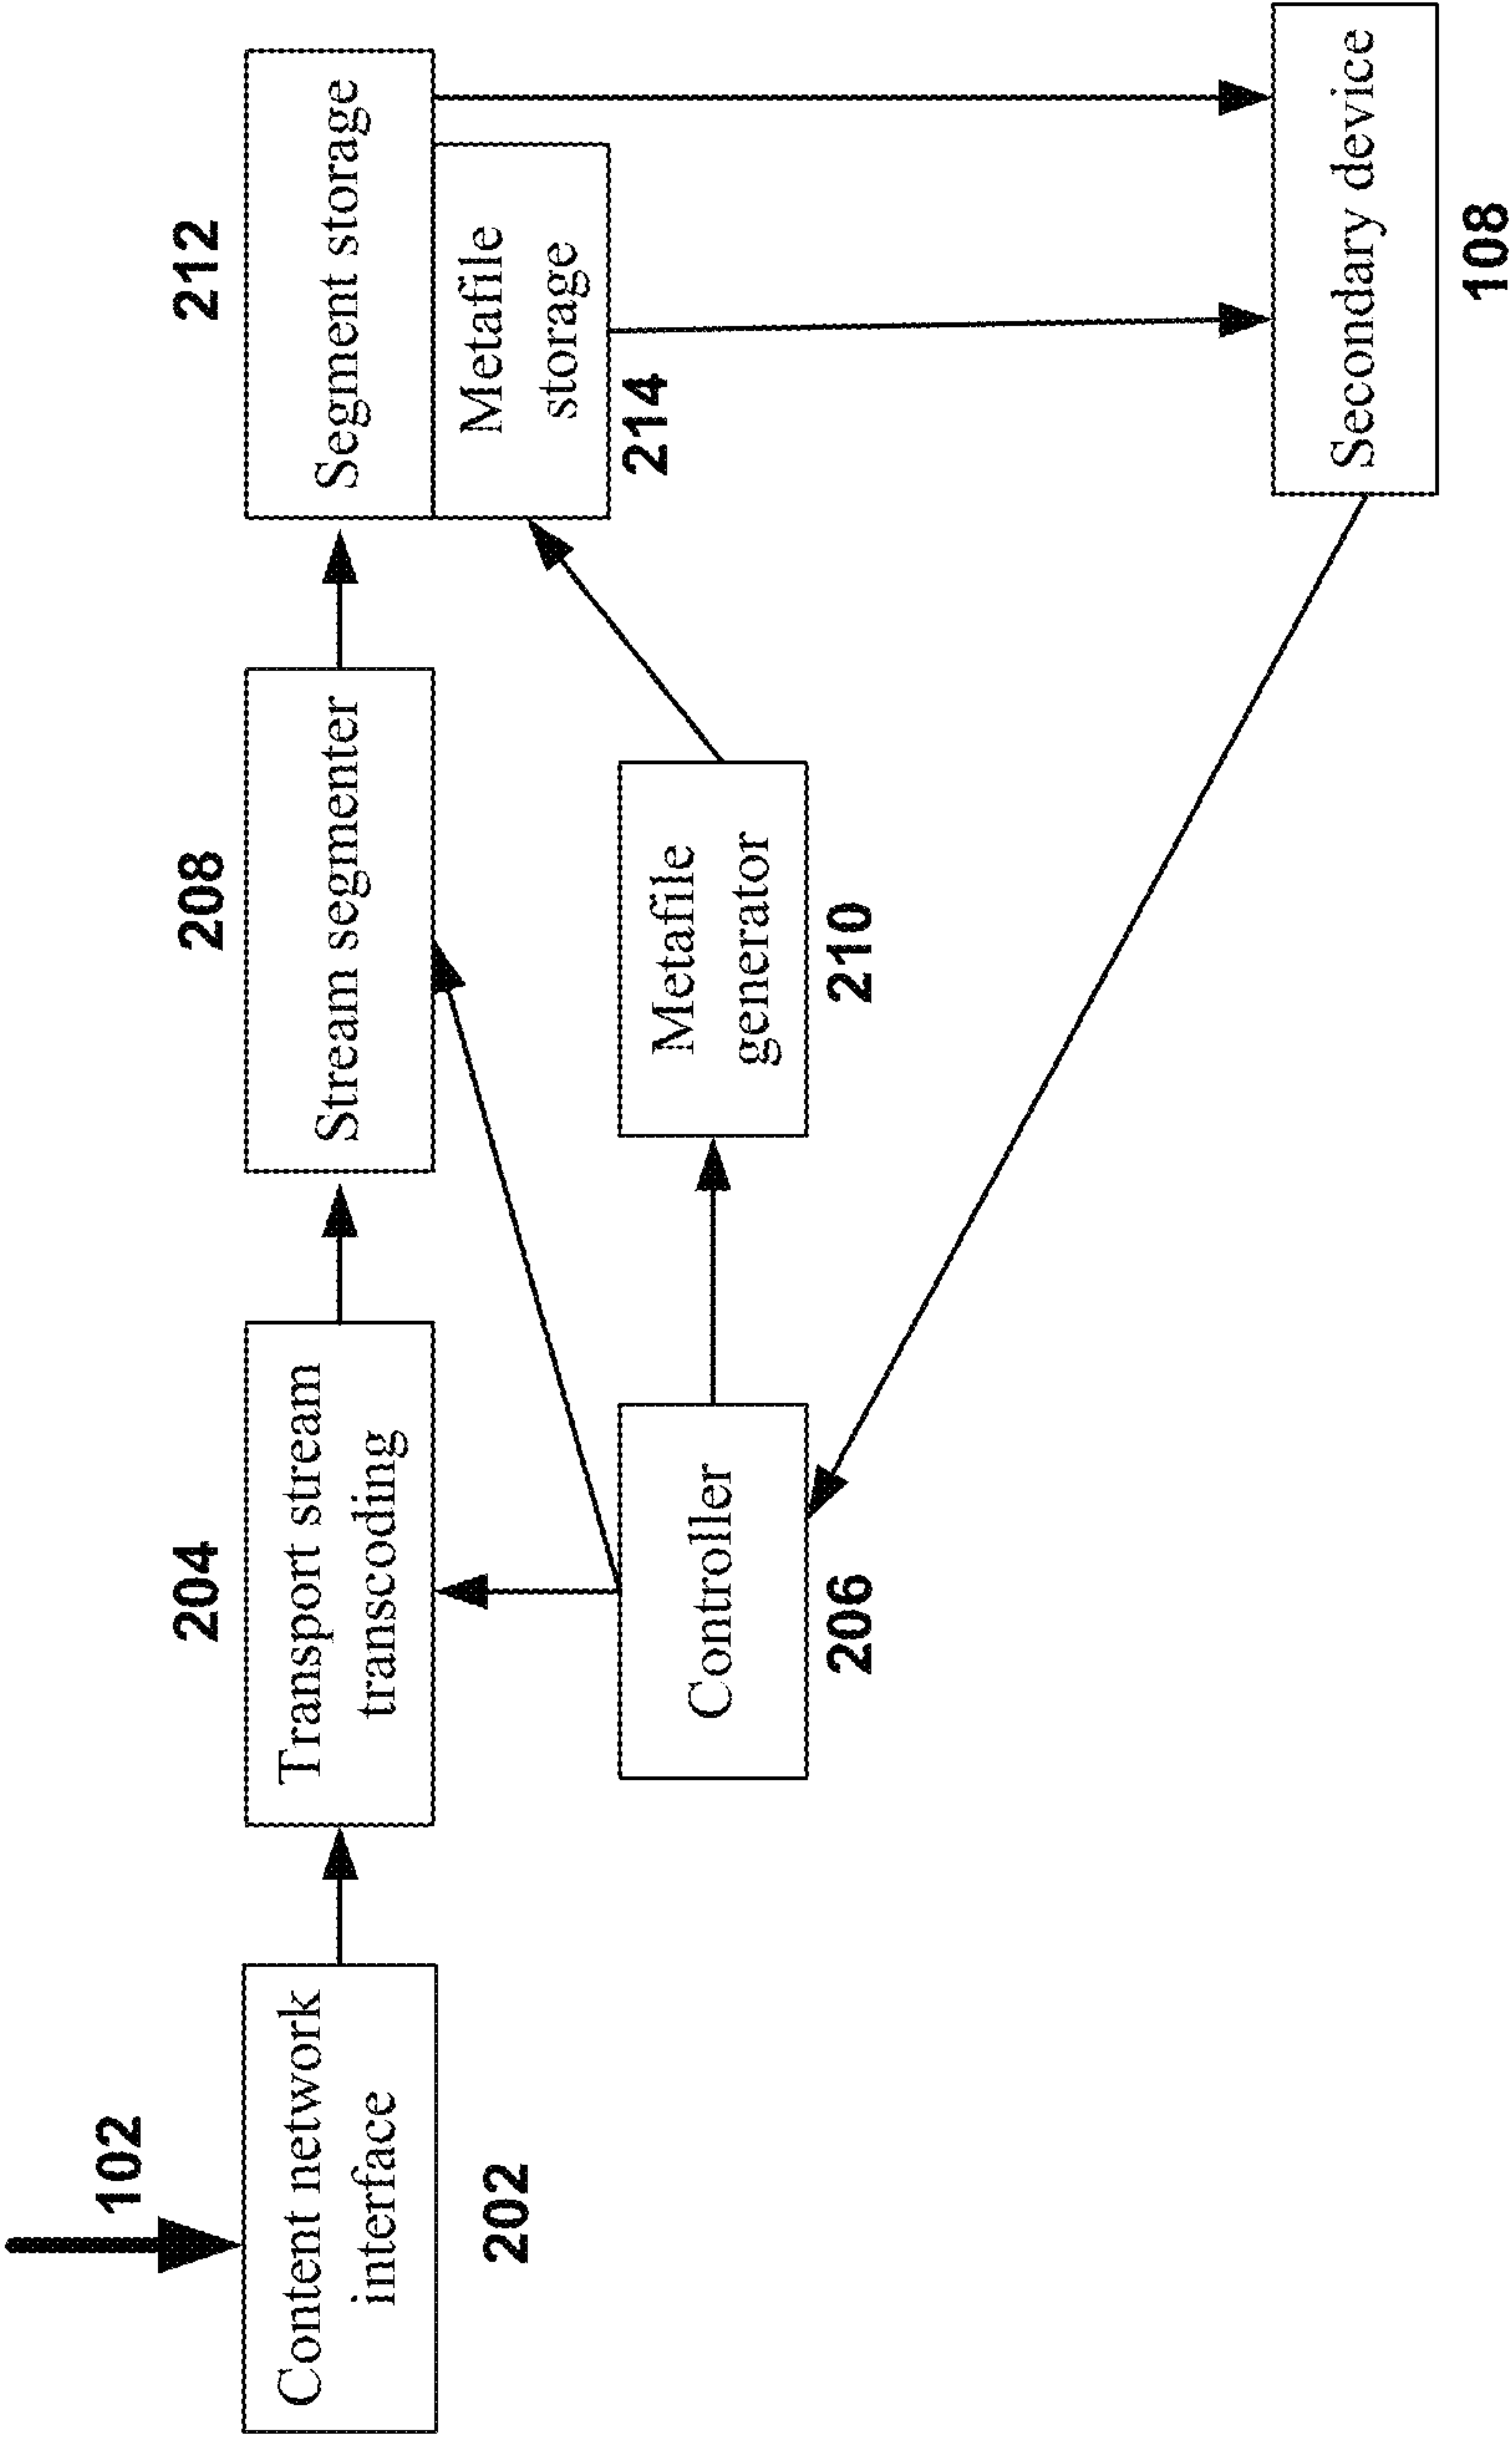 102
Content network
interface
202
204
Transport stream
transcoding
Controller
206
208
Stream segmenter
Metafile
generator
210
212
Segment storage
Metafile
storage
214
Secondary device
108